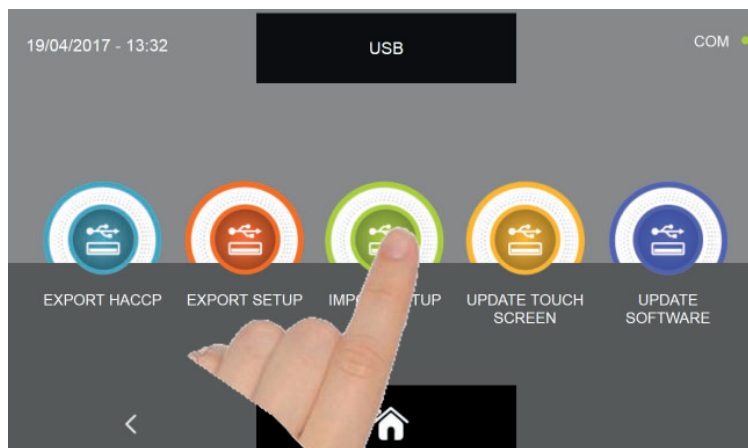 19/04/2017 - 13:32
USB
COM
EXPORT HACCP
EXPORT SETUP
UPDATE TOUCH
SCREEN
UPDATE
SOFTWARE